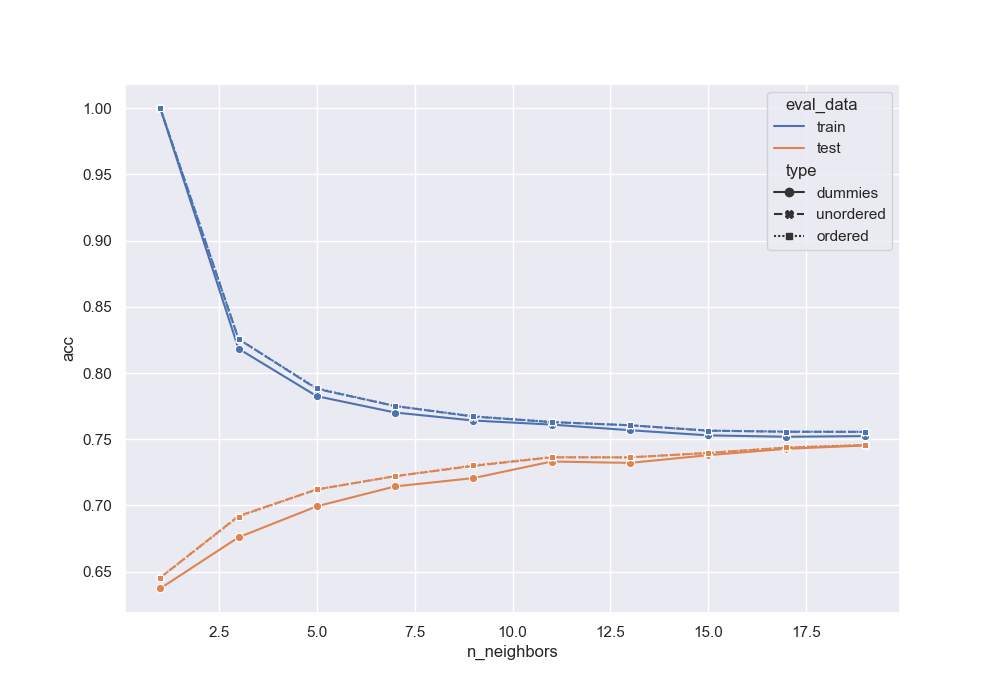 1.00
0.95
0.90
0.85
0.80
0.75
0.70
0.65
acc
2.5 5.0 7.5 10.0 12.5 15.0 17.5
n_neighbors
eval_data
train
test
type
dummies
unordered
ordered